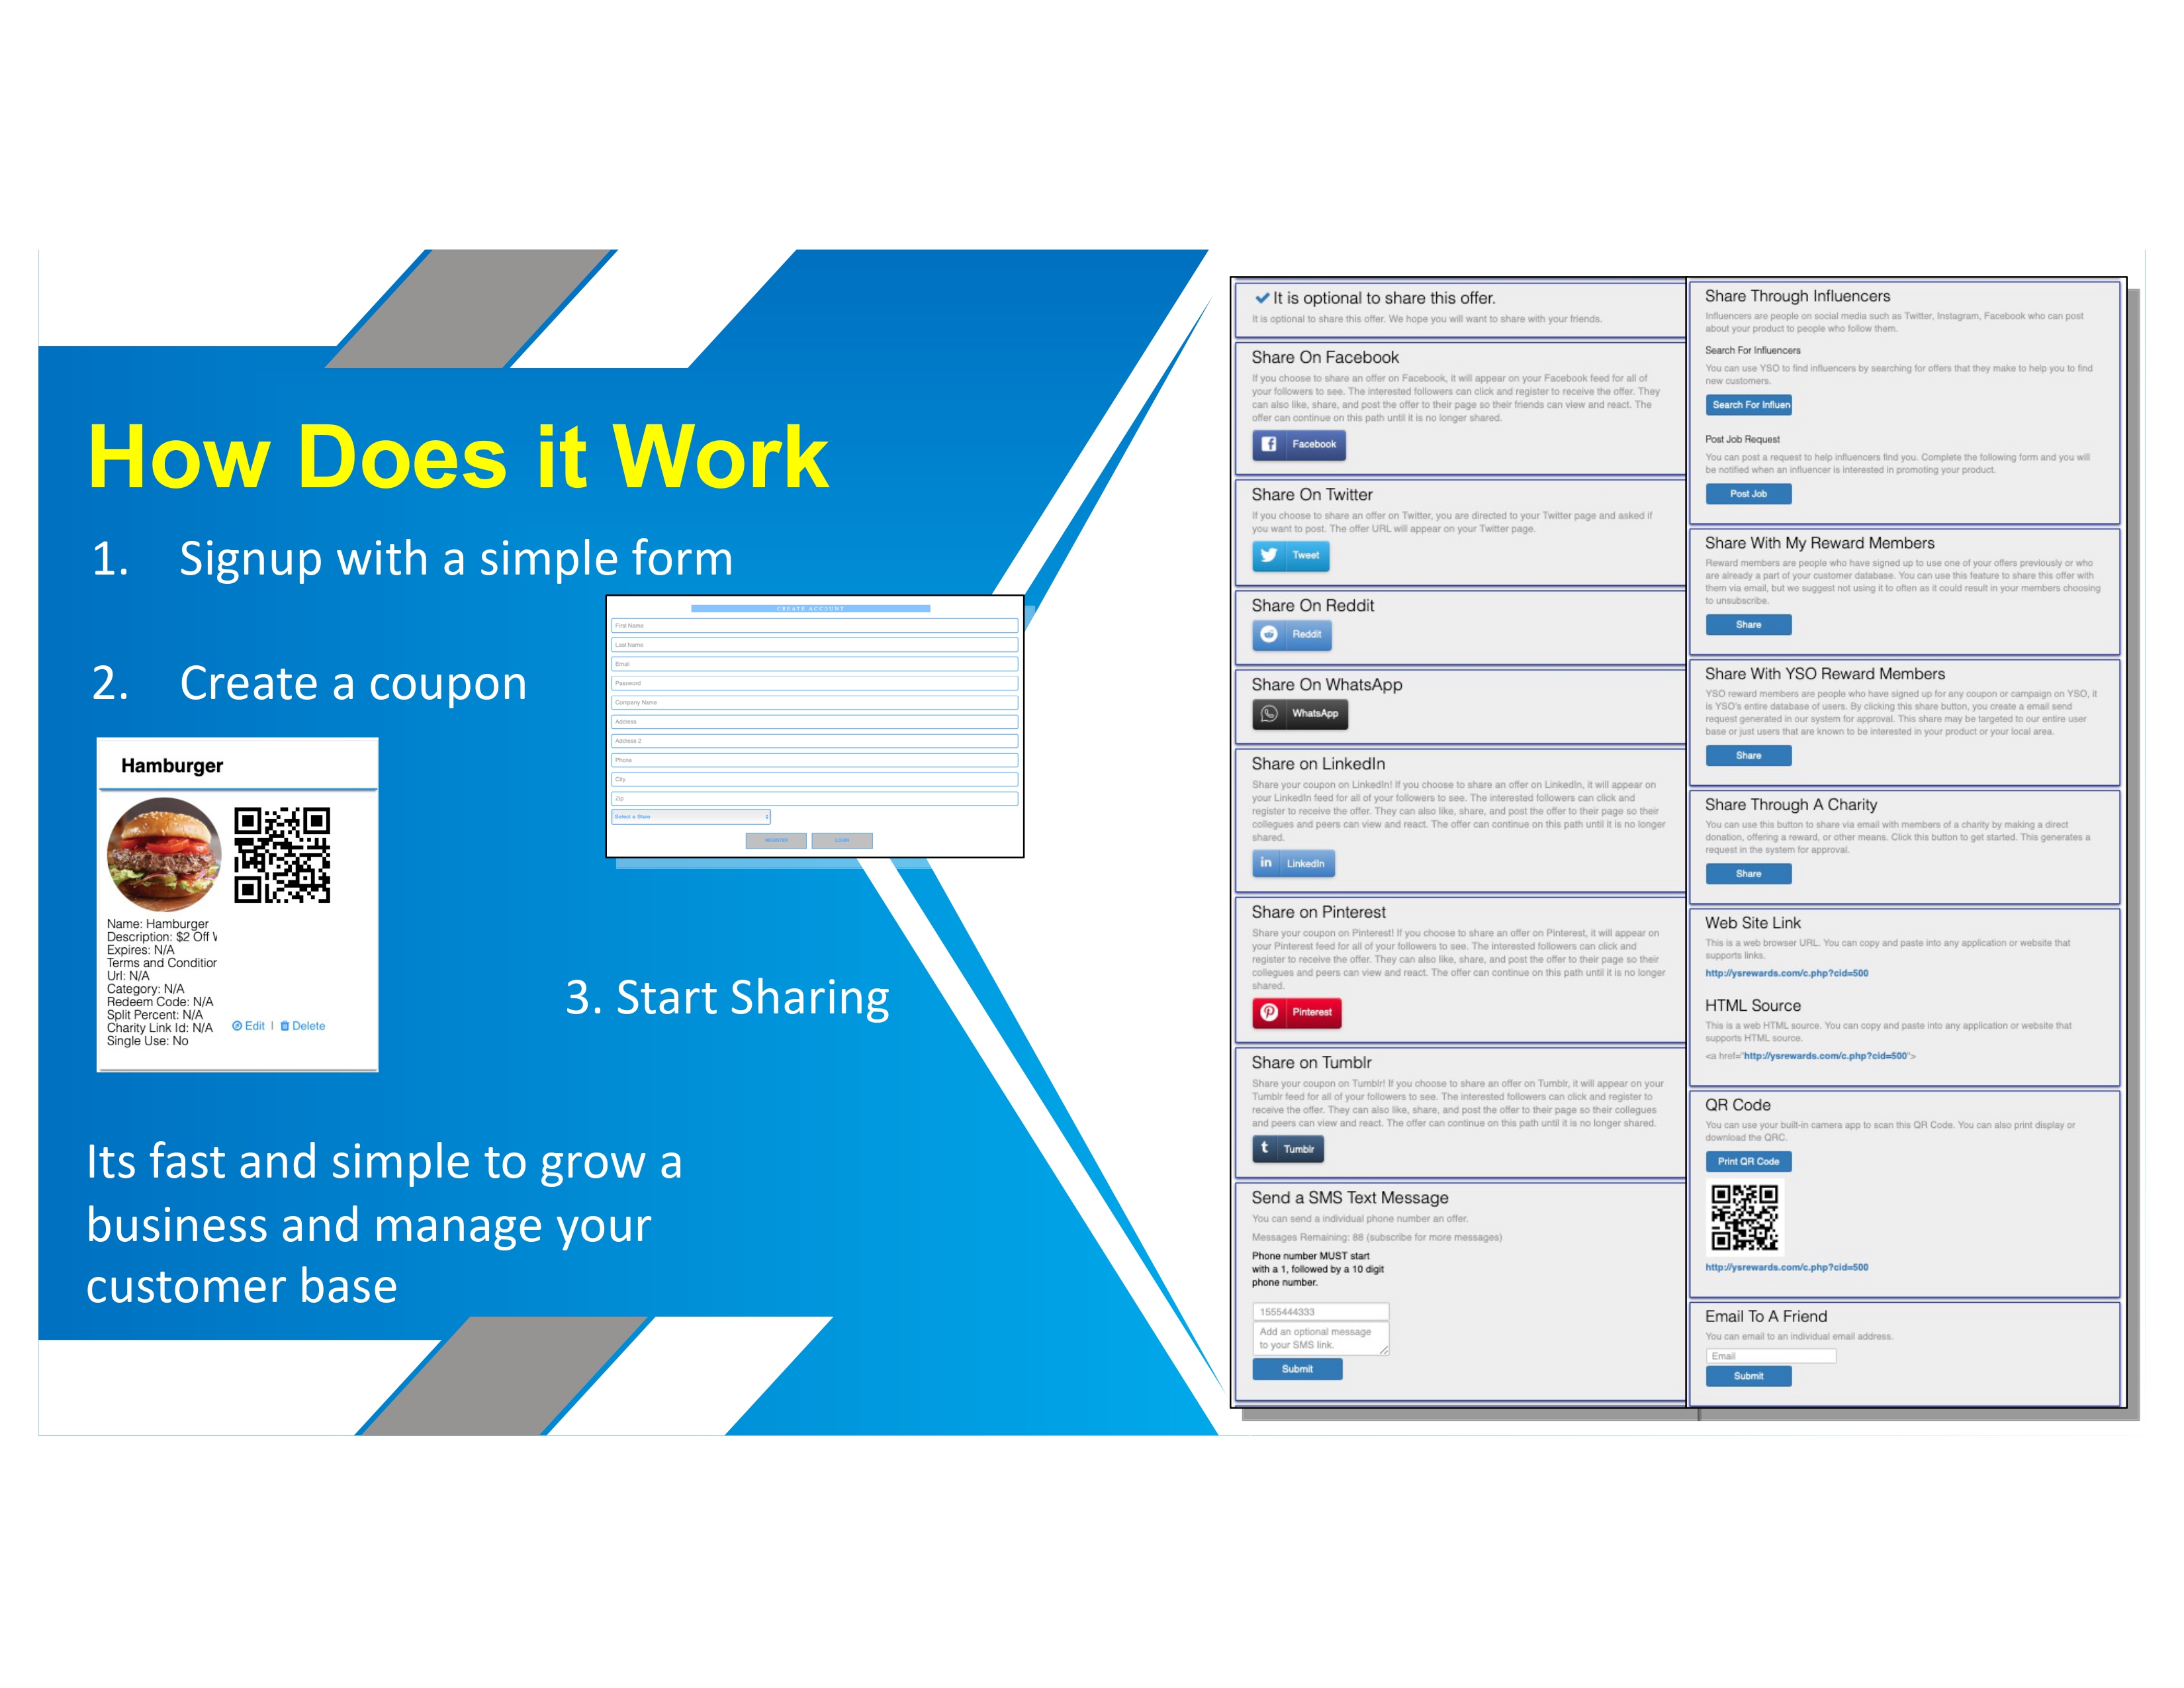 How Does it Work
1. Signup with a simple form
CREATE ACCOUNT
First Name
Last Name
Email
Password
Company Name
Address
Address 2
Phone
City
Zip
Select a State
REGISTER
LOGIN
2. Create a coupon
Hamburger
Name: Hamburger
Description: $2 Off
Expires: N/A
Terms and Condition
Url: N/A
Category: N/A
Redeem Code: N/A
Split Percent: N/A
Charity Link Id: N/A
Single Use: No
Edit | Delete
3. Start Sharing
Its fast and simple to grow a
business and manage your
customer base
It is optional to share this offer.
It is optional to share this offer. We hope you will want to share with your friends.
Share On Facebook
If you choose to share an offer on Facebook, it will appear on your Facebook feed for all of
your followers to see. The interested followers can click and register to receive the offer. They
can also like, share, and post the offer to their page so their friends can view and react. The
offer can continue on this path until it is no longer shared.
Facebook
Share On Twitter
If you choose to share an offer on Twitter, you are directed to your Twitter page and asked if
you want to post. The offer URL will appear on your Twitter page.
Tweet
Share On Reddit
Reddit
Share On WhatsApp
WhatsApp
Share on LinkedIn
Share your coupon on LinkedIn! If you choose to share an offer on LinkedIn, it will appear on
your LinkedIn feed for all of your followers to see. The interested followers can click and
register to receive the offer. They can also like, share, and post the offer to their page so their
collegues and peers can view and react. The offer can continue on this path until it is no longer
shared.
LinkedIn
Share on Pinterest
Share your coupon on Pinterest! If you choose to share an offer on Pinterest, it will appear on
your Pinterest feed for all of your followers to see. The interested followers can click and
register to receive the offer. They can also like, share, and post the offer to their page so their
collegues and peers can view and react. The offer can continue on this path until it is no longer
shared.
Pinterest
Share on Tumblr
Share your coupon on Tumblr! If you choose to share an offer on Tumblr, it will appear on your
Tumblr feed for all of your followers to see. The interested followers can click and register to
receive the offer. They can also like, share, and post the offer to their page so their collegues
and peers can view and react. The offer can continue on this path until it is no longer shared.
Tumblr
Send a SMS Text Message
You can send a individual phone number an offer.
Messages Remaining: 88 (subscribe for more messages)
Phone number MUST start
with a 1, followed by a 10 digit
phone number.
1555444333
Add an optional message
to your SMS link.
Submit
Share Through Influencers
Influencers are people on social media such as Twitter, Instagram, Facebook who can post
about your product to people who follow them.
Search For Influencers
You can use YSO to find influencers by searching for offers that they make to help you to find
new customers.
Search For Influen
Post Job Request
You can post a request to help influencers find you. Complete the following form and you will
be notified when an influencer is interested in promoting your product.
Post Job
Share With My Reward Members
Reward members are people who have signed up to use one of your offers previously or who
are already a part of your customer database. You can use this feature to share this offer with
them via email, but we suggest not using it to often as it could result in your members choosing
to unsubscribe.
Share
Share With YSO Reward Members
YSO reward members are people who have signed up for any coupon or campaign on YSO, it
is YSO's entire database of users. By clicking this share button, you create a email send
request generated in our system for approval. This share may be targeted to our entire user
base or just users that are known to be interested in your product or your local area.
Share
Share Through A Charity
You can use this button to share via email with members of a charity by making a direct
donation, offering a reward, or other means. Click this button to get started. This generates a
request in the system for approval.
Share
Web Site Link
This is a web browser URL. You can copy and paste into any application or website that
supports links.
http://ysrewards.com/c.php?cid=500
HTML Source
This is a web HTML source. You can copy and paste into any application or website that
supports HTML source.
<a href="http://ysrewards.com/c.php?cid=500">
QR Code
You can use your built-in camera app to scan this QR Code. You can also print display or
download the QRC.
Print QR Code
http://ysrewards.com/c.php?cid=500
Email To A Friend
You can email to an individual email address.
Email
Submit